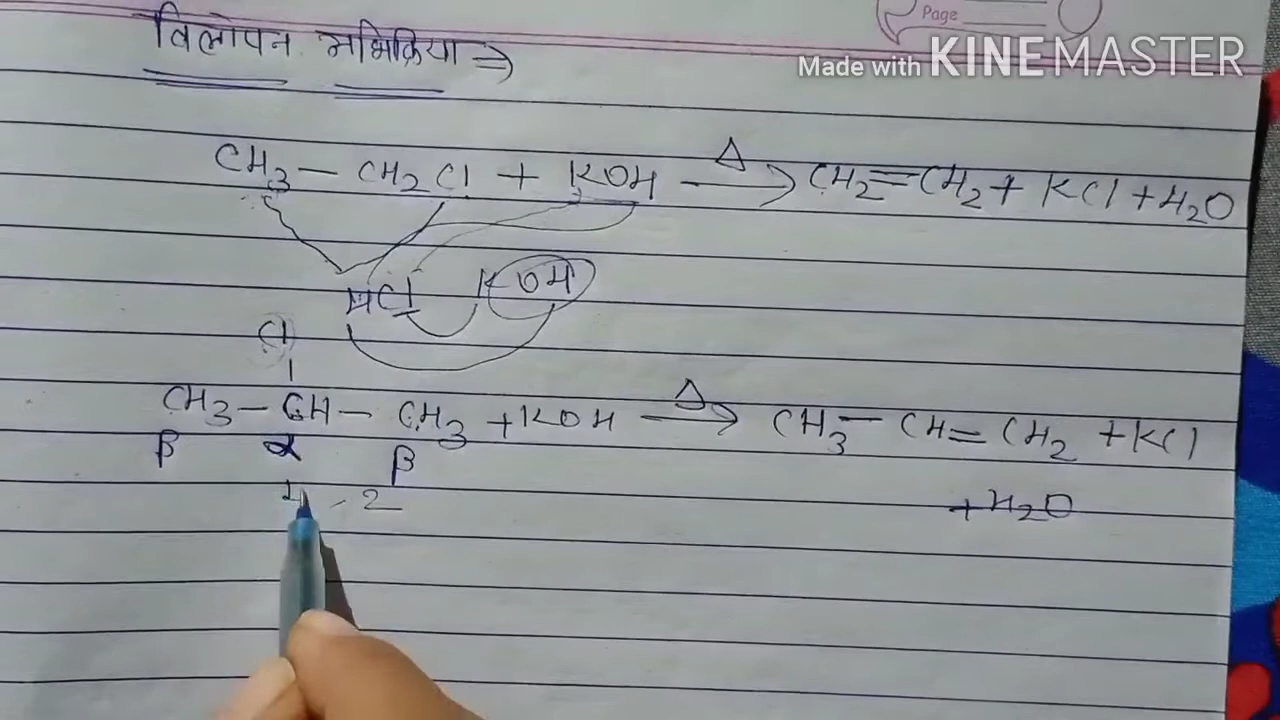 Page
Made with KINEMASTER
विलोपन अभिक्रिया ⇒
CH₃ — CH₂Cl + KOH —Δ→ CH₂=CH₂ + KCl + H₂O
HCl KOH
Cl
CH₃ — CH — CH₃ + KOH —Δ→ CH₃ — CH = CH₂ + KCl
β α β
1 - 2
+ H₂O